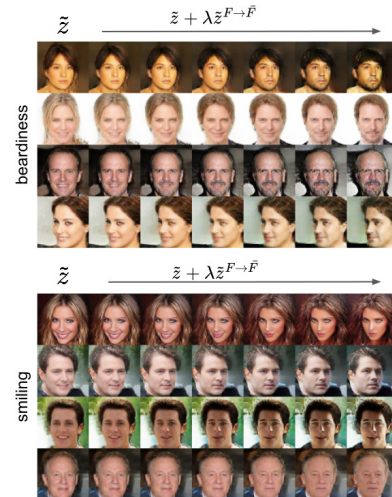 z̃ z̃ + λz̃^{F→F̄}
beardiness
z̃ z̃ + λz̃^{F→F̄}
smiling